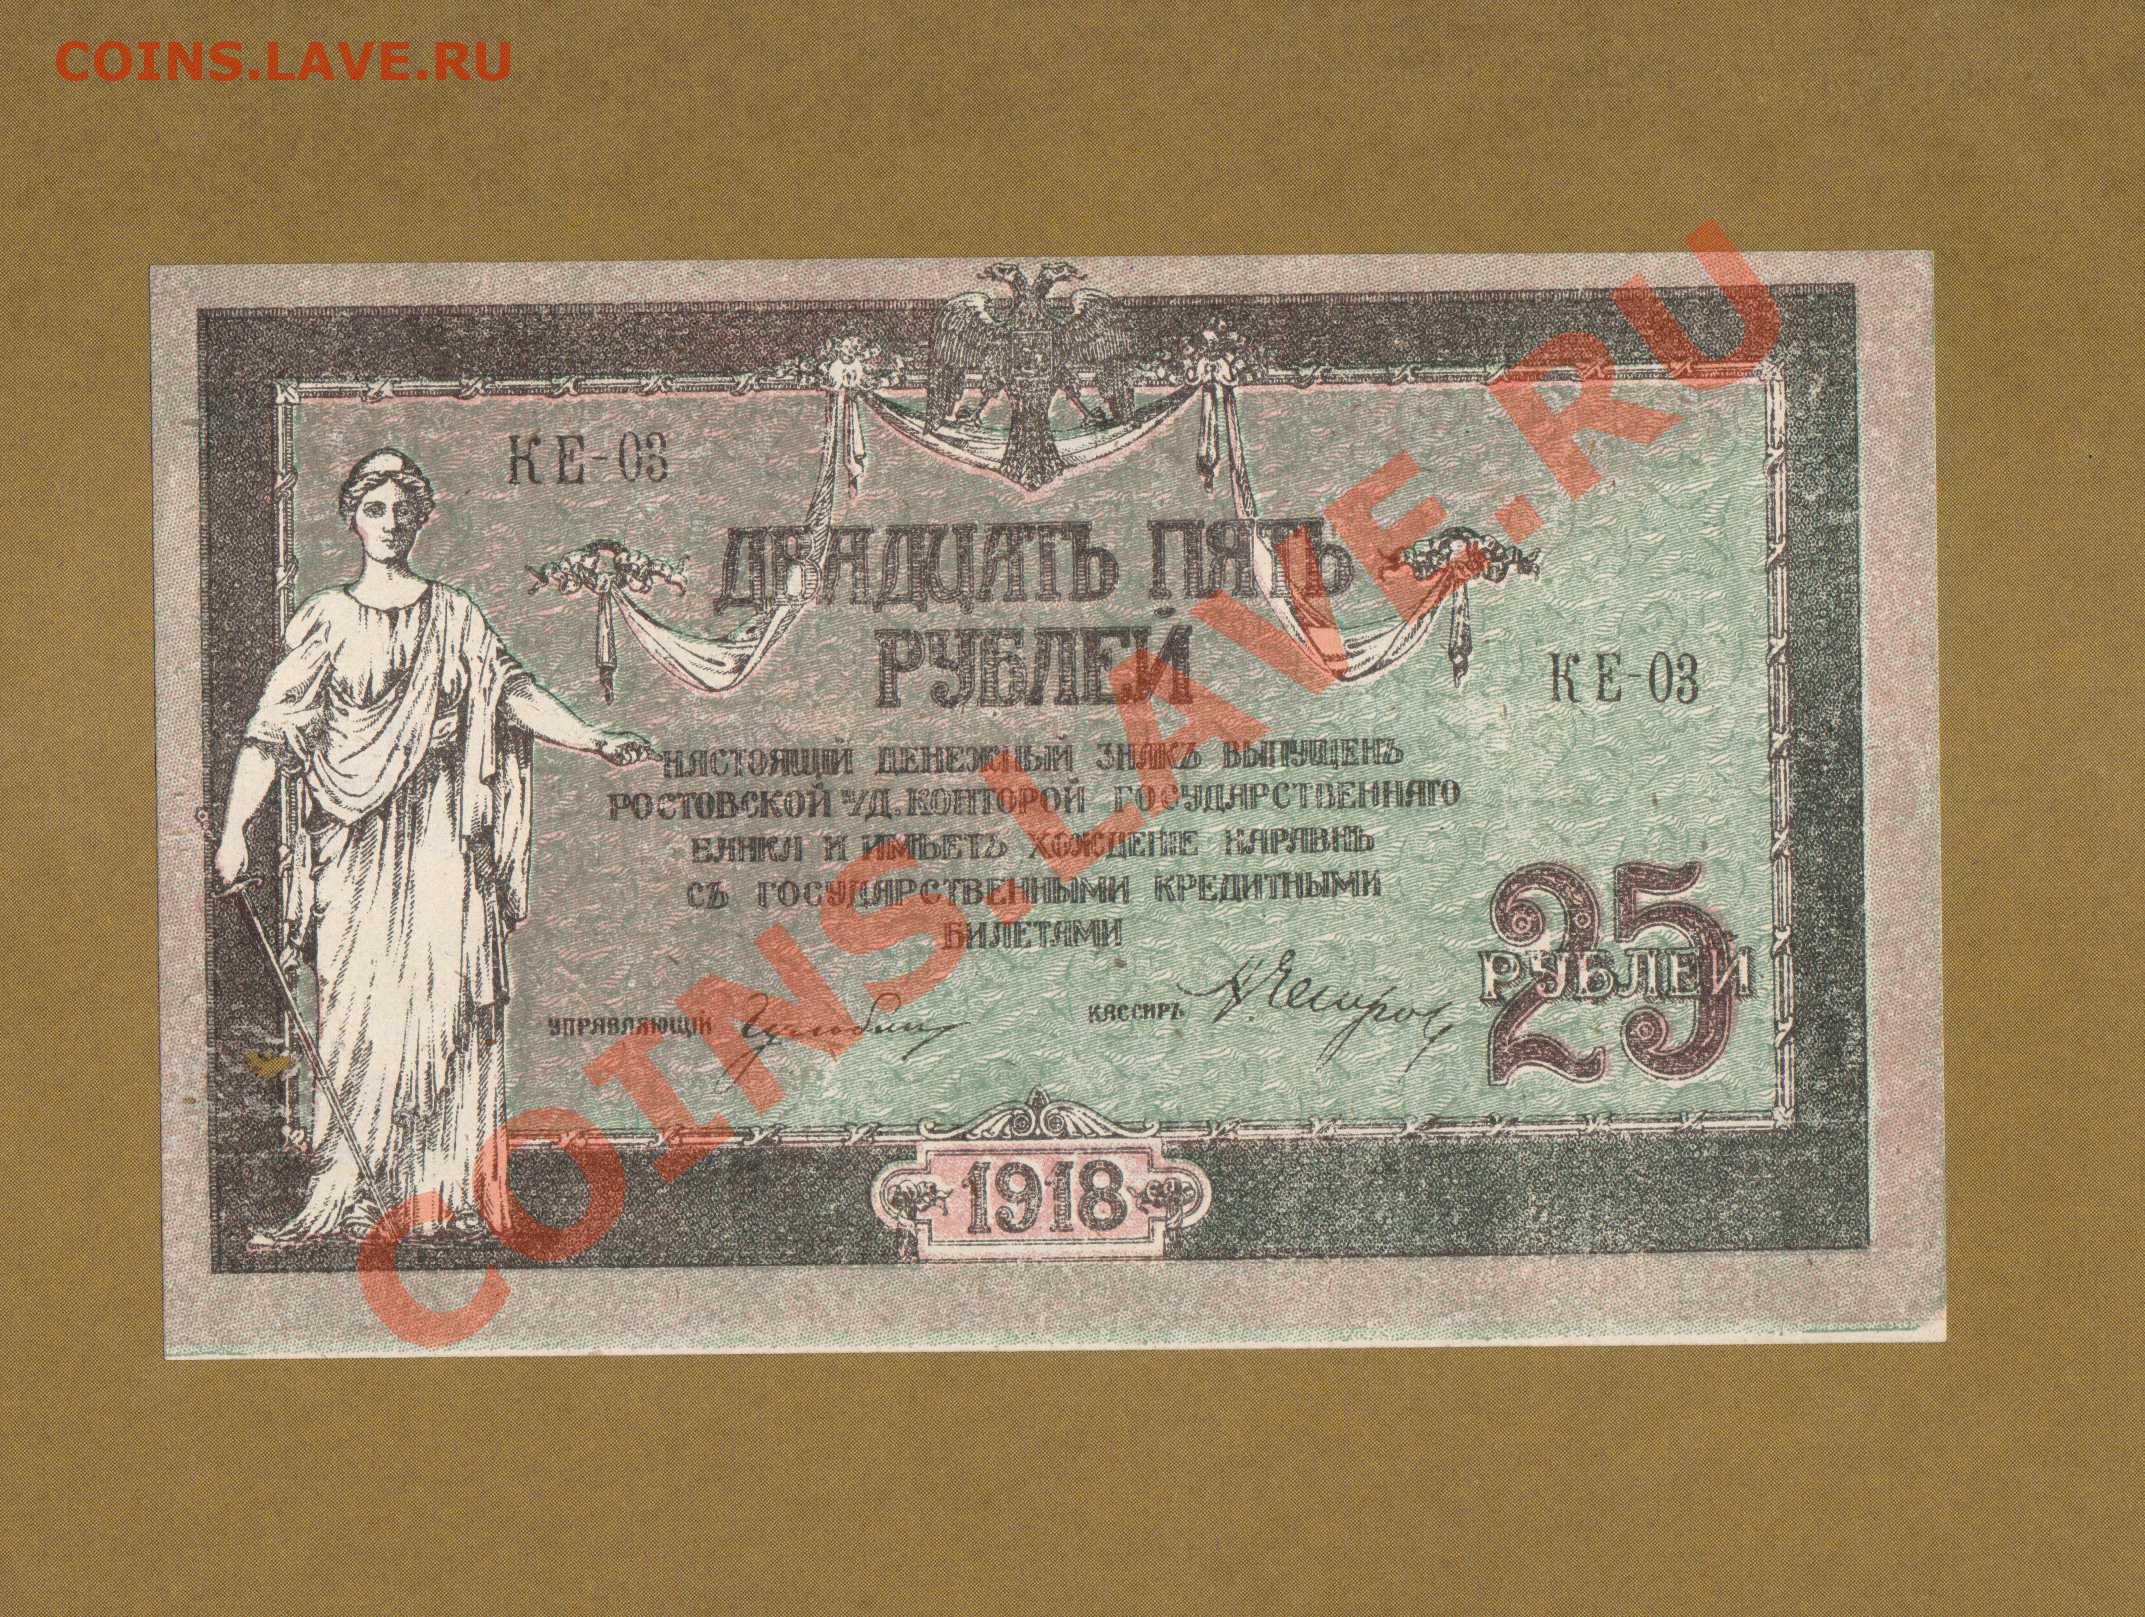 COINS.LAVE.RU
КЕ-03
ДВАДЦАТЬ ПЯТЬ
РУБЛЕЙ
КЕ-03
НАСТОЯЩІЙ ДЕНЕЖНЫЙ ЗНАКЪ ВЫПУЩЕНЪ
РОСТОВСКОЙ н/Д. КОНТОРОЙ ГОСУДАРСТВЕННАГО
БАНКА И ИМѢЕТЪ ХОЖДЕНІЕ НАРАВНѢ
СЪ ГОСУДАРСТВЕННЫМИ КРЕДИТНЫМИ
БИЛЕТАМИ
25
РУБЛЕЙ
УПРАВЛЯЮЩІЙ
КАССИРЪ
1918
COINS.LAVE.RU